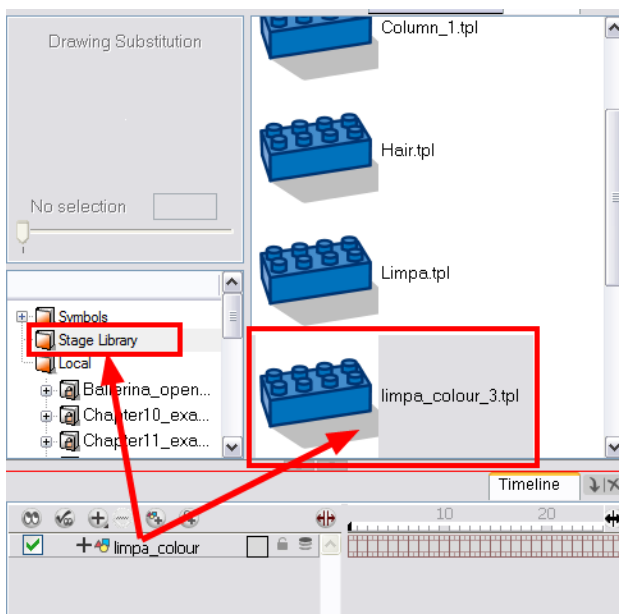 Drawing Substitution
No selection
Column_1.tpl
Hair.tpl
Limpa.tpl
limpa_colour_3.tpl
Symbols
Stage Library
Local
Ballerina_open...
Chapter10_exa...
Chapter11_exa...
Timeline
10
20
limpa_colour